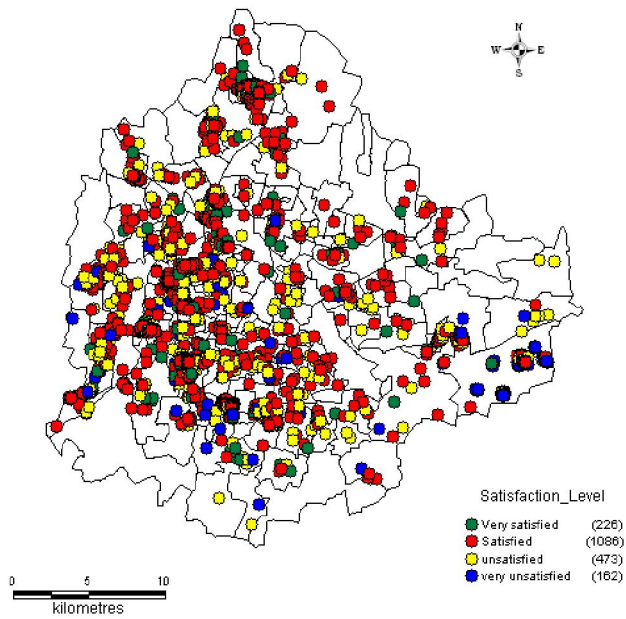 N
W E
S
Satisfaction_Level
Very satisfied (226)
Satisfied (1086)
unsatisfied (473)
very unsatisfied (162)
0 5 10
kilometres